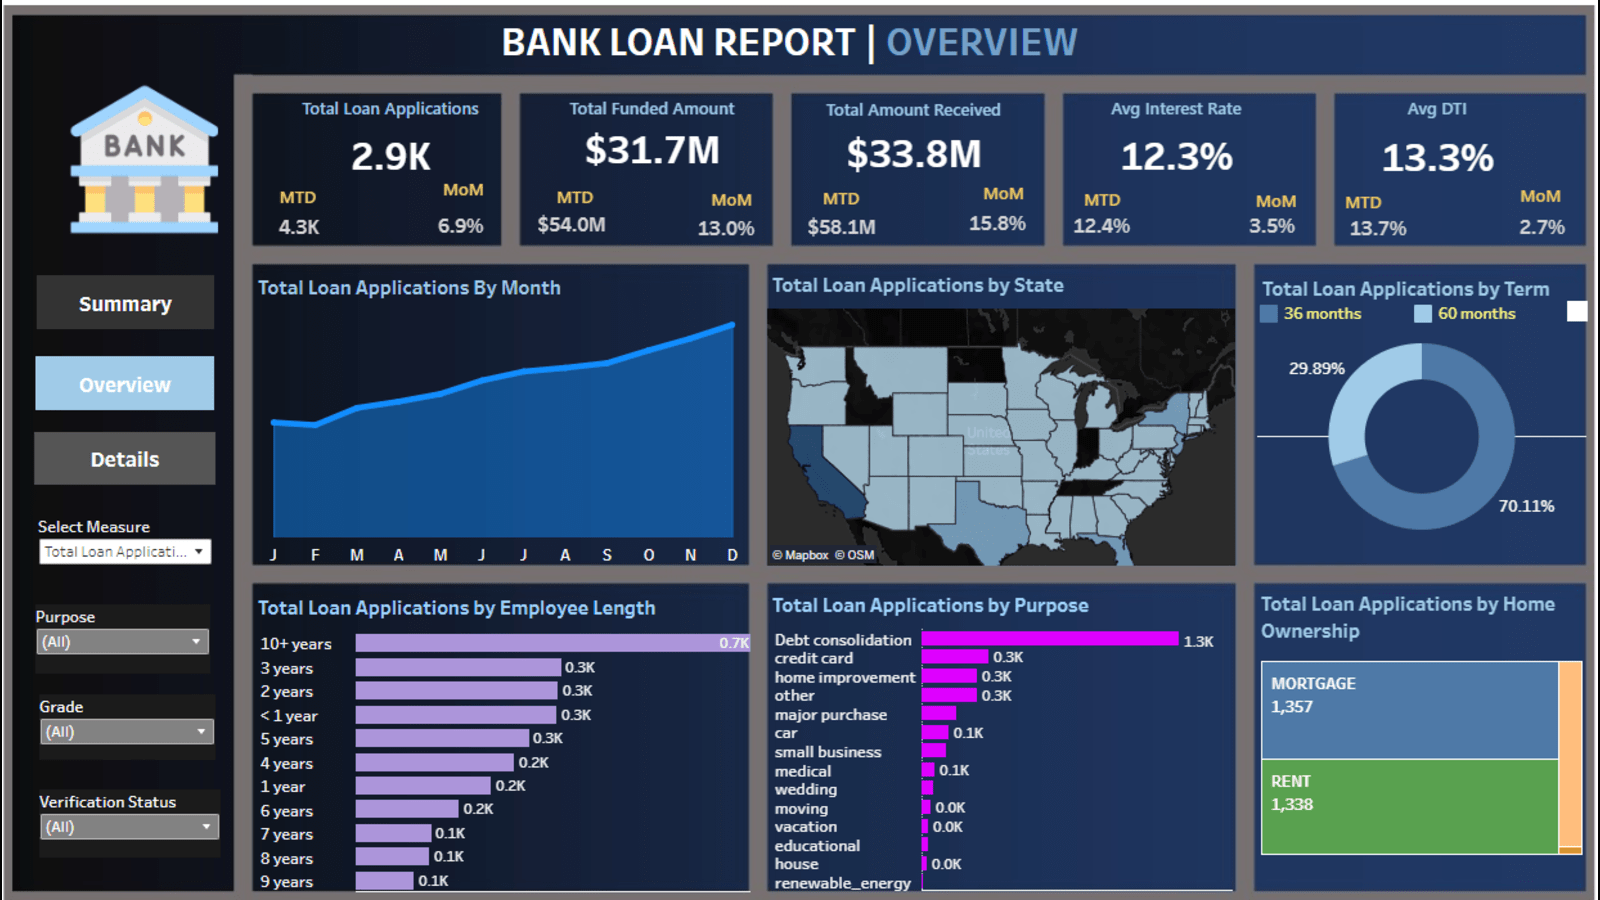 BANK LOAN REPORT | OVERVIEW
BANK
Summary
Overview
Details
Select Measure
Total Loan Applicati...
Purpose
(All)
Grade
(All)
Verification Status
(All)
Total Loan Applications
2.9K
MTD
MoM
4.3K
6.9%
Total Funded Amount
$31.7M
MTD
MoM
$54.0M
13.0%
Total Amount Received
$33.8M
MTD
MoM
$58.1M
15.8%
Avg Interest Rate
12.3%
MTD
MoM
12.4%
3.5%
Avg DTI
13.3%
MTD
MoM
13.7%
2.7%
Total Loan Applications By Month
J F M A M J J A S O N D
Total Loan Applications by State
United
States
© Mapbox © OSM
Total Loan Applications by Term
36 months
60 months
29.89%
70.11%
Total Loan Applications by Employee Length
10+ years 0.7K
3 years 0.3K
2 years 0.3K
< 1 year 0.3K
5 years 0.3K
4 years 0.2K
1 year 0.2K
6 years 0.2K
7 years 0.1K
8 years 0.1K
9 years 0.1K
Total Loan Applications by Purpose
Debt consolidation 1.3K
credit card 0.3K
home improvement 0.3K
other 0.3K
major purchase
car 0.1K
small business
medical 0.1K
wedding
moving 0.0K
vacation 0.0K
educational
house 0.0K
renewable_energy
Total Loan Applications by Home
Ownership
MORTGAGE
1,357
RENT
1,338